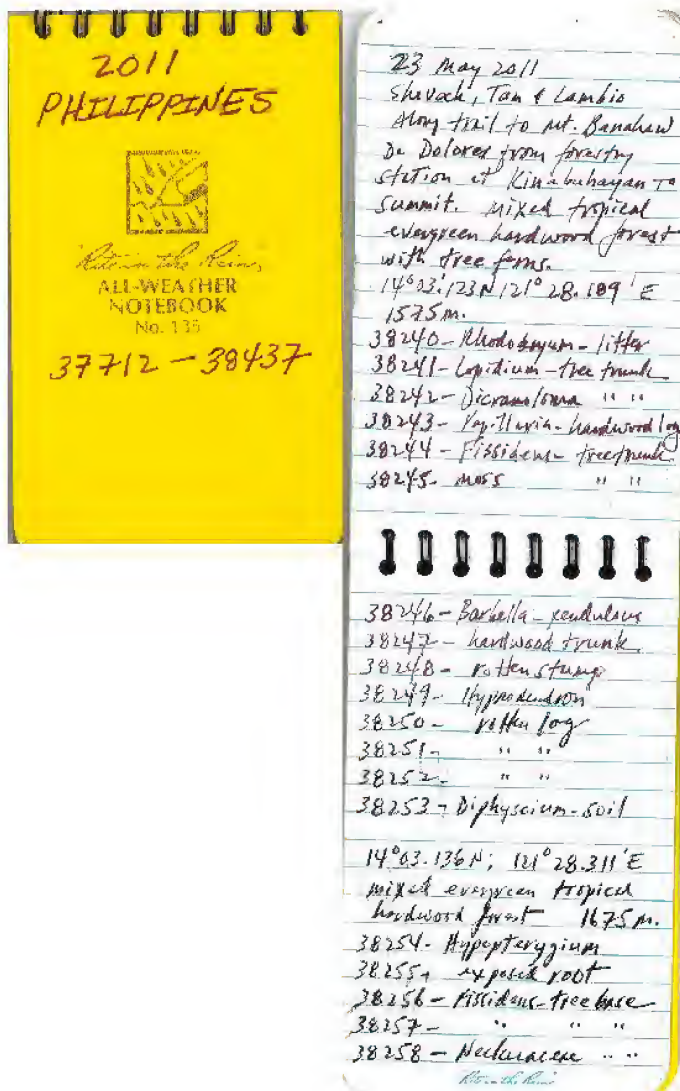 2011
PHILIPPINES
Rite in the Rain
ALL-WEATHER
NOTEBOOK
No. 135
37712 - 38437
23 May 2011
Shevock, Tan & Lambio
Along trail to Mt. Banahaw
De Dolores from forestry
station at Kinabuhayan to
summit. mixed tropical
evergreen hardwood forest
with tree ferns.
14°03.123N 121° 28.189'E
1575m.
38240 - Rhodobryum - litter
38241 - Lopidium - tree trunk
38242 - Dicranoloma " "
38243 - Papillaria - hardwood log
38244 - Fissidens - tree trunk
38245 - moss " "
38246 - Barbella - pendulous
38247 - hardwood trunk
38248 - rotten stump
38249 - Hypnodendron
38250 - rotten log
38251 - " "
38252 - " "
38253 - Diphyscium - soil
14°03.136N; 121°28.311'E
mixed evergreen tropical
hardwood forest 1675m.
38254 - Hypopterygium
38255 - exposed root
38256 - Fissidens - tree base
38257 - " " "
38258 - Neckeraceae " "
Rite in the Rain